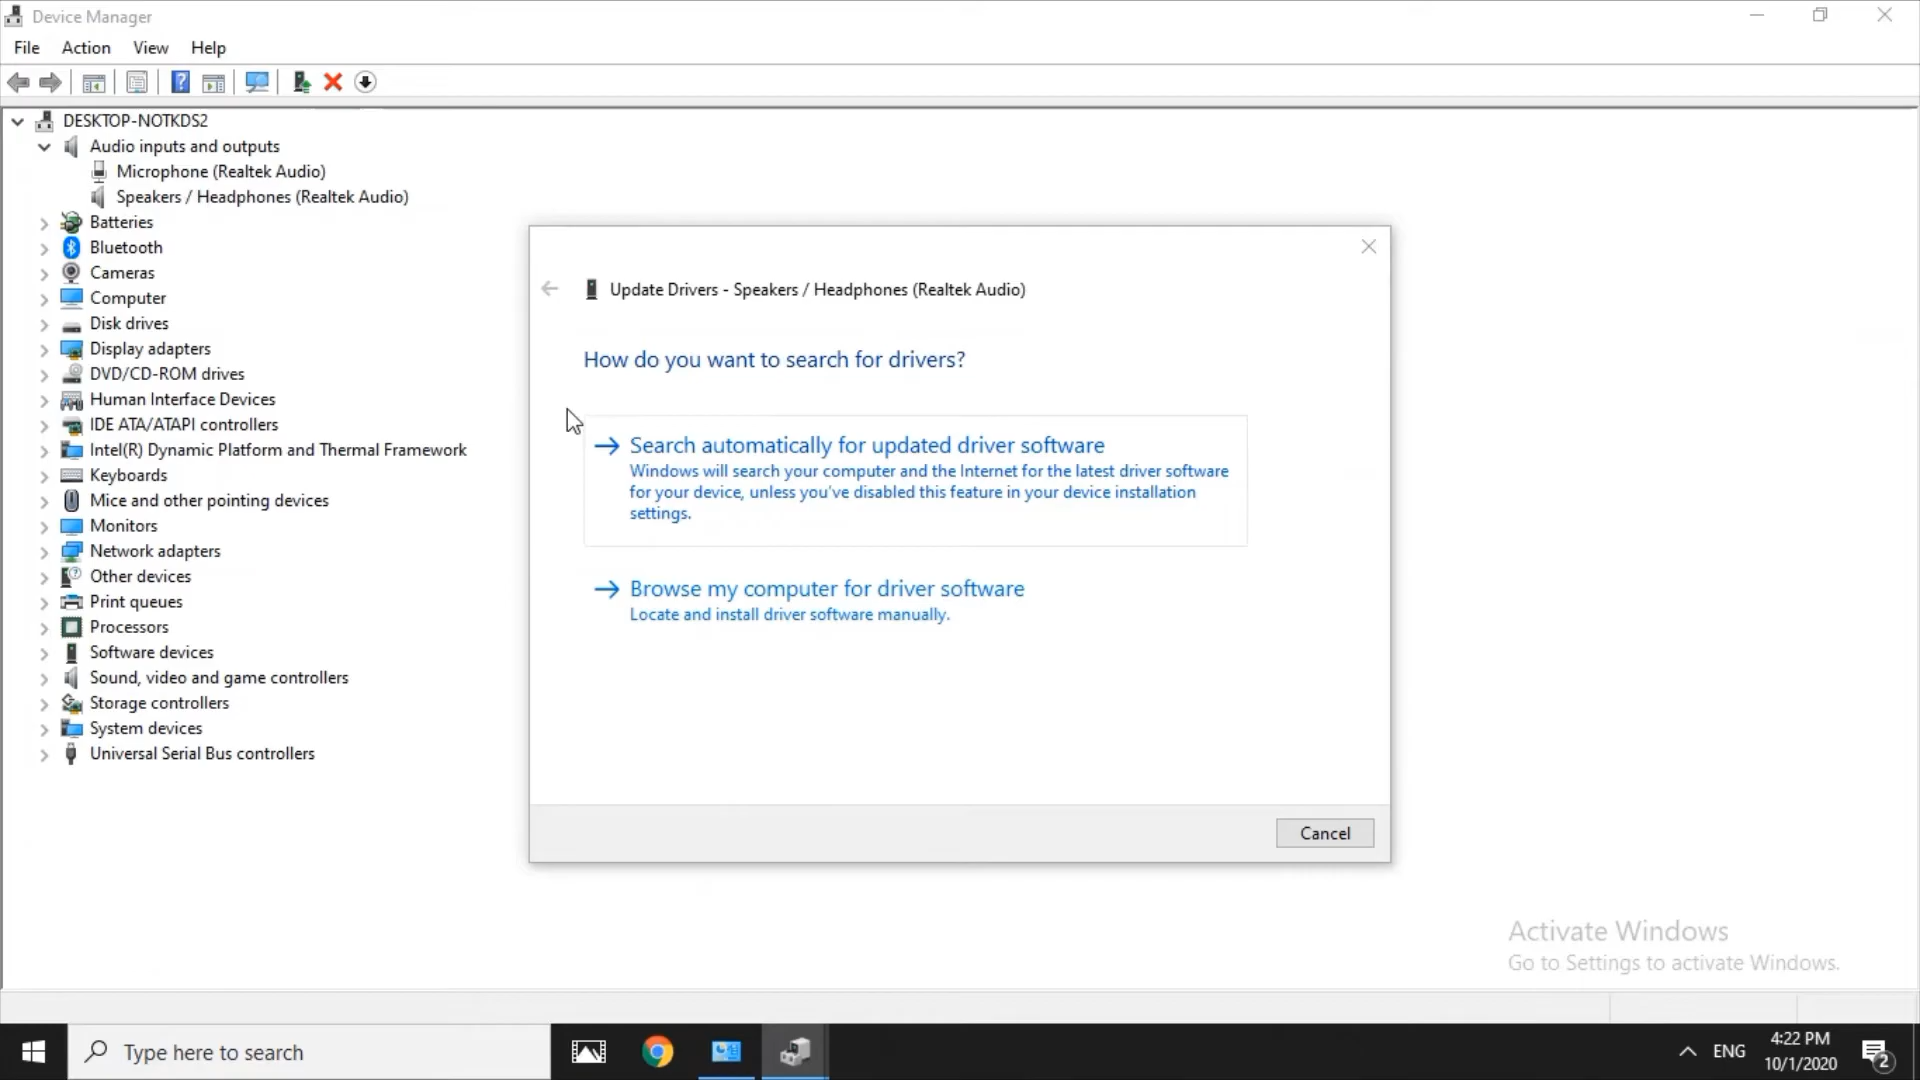 Device Manager
File Action View Help
DESKTOP-NOTKDS2
Audio inputs and outputs
Microphone (Realtek Audio)
Speakers / Headphones (Realtek Audio)
Batteries
Bluetooth
Cameras
Computer
Disk drives
Display adapters
DVD/CD-ROM drives
Human Interface Devices
IDE ATA/ATAPI controllers
Intel(R) Dynamic Platform and Thermal Framework
Keyboards
Mice and other pointing devices
Monitors
Network adapters
Other devices
Print queues
Processors
Software devices
Sound, video and game controllers
Storage controllers
System devices
Universal Serial Bus controllers
Update Drivers - Speakers / Headphones (Realtek Audio)
How do you want to search for drivers?
Search automatically for updated driver software
Windows will search your computer and the Internet for the latest driver software
for your device, unless you've disabled this feature in your device installation
settings.
Browse my computer for driver software
Locate and install driver software manually.
Cancel
Activate Windows
Go to Settings to activate Windows.
Type here to search
ENG
4:22 PM
10/1/2020
2